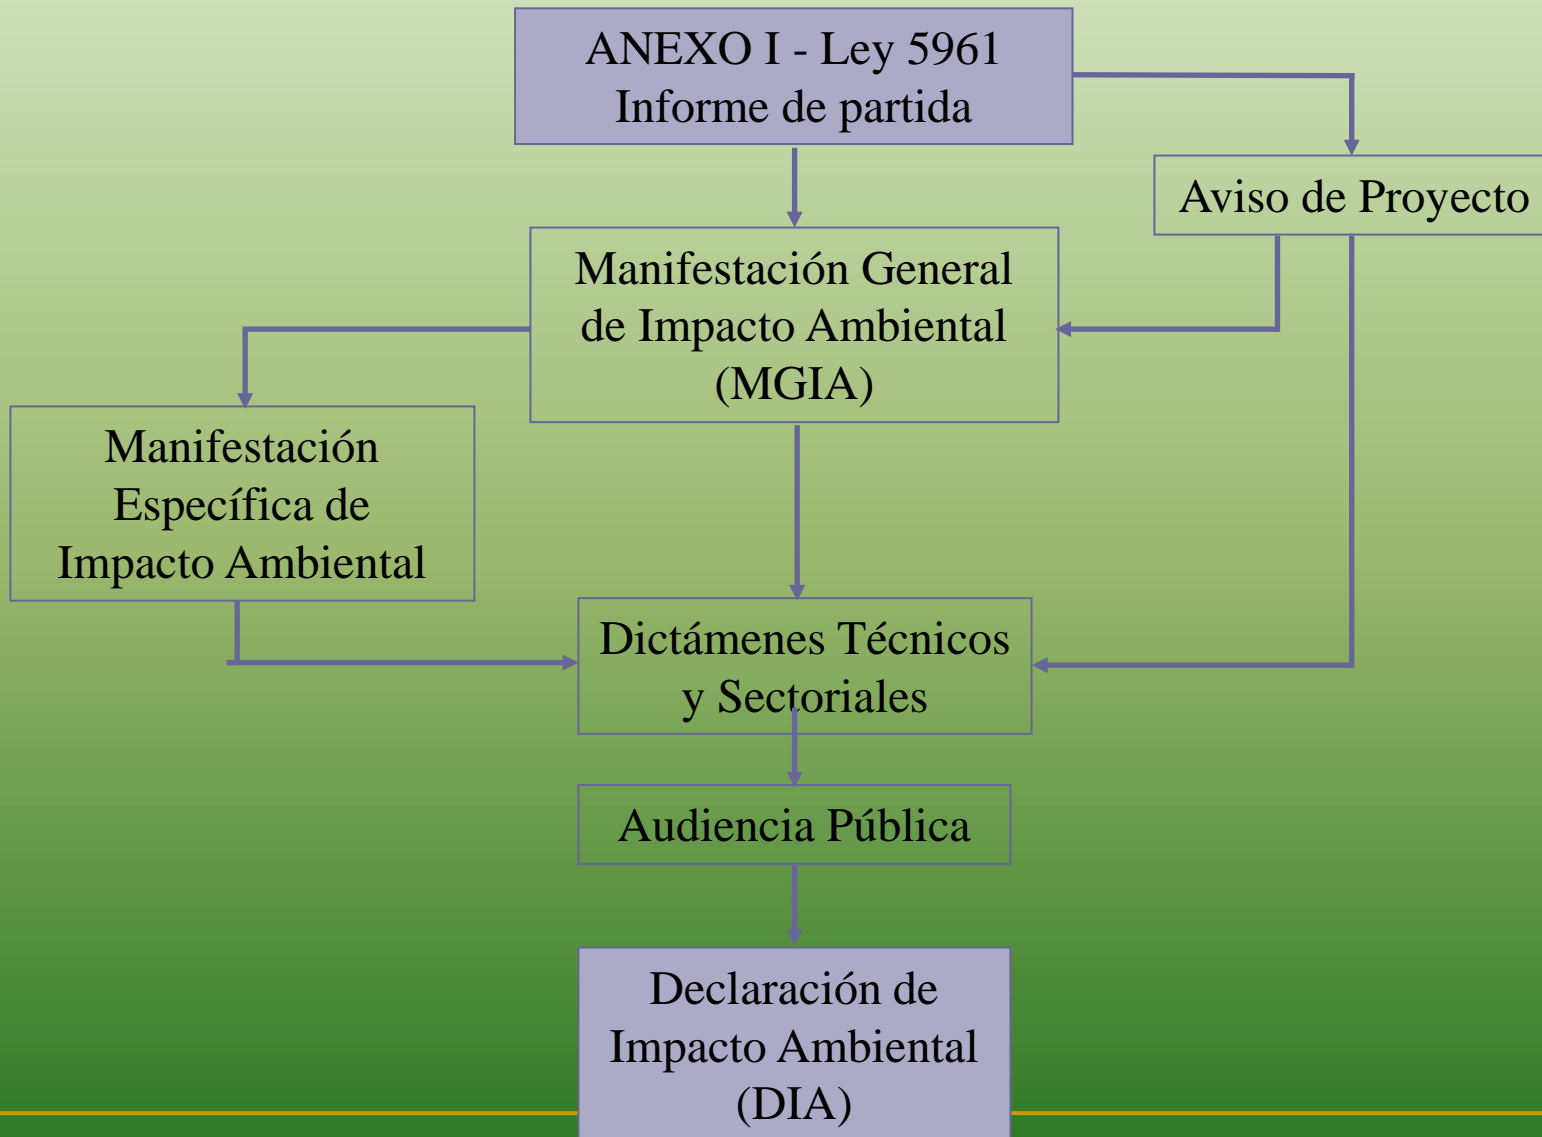 ANEXO I - Ley 5961
Informe de partida
Aviso de Proyecto
Manifestación General
de Impacto Ambiental
(MGIA)
Manifestación
Específica de
Impacto Ambiental
Dictámenes Técnicos
y Sectoriales
Audiencia Pública
Declaración de
Impacto Ambiental
(DIA)